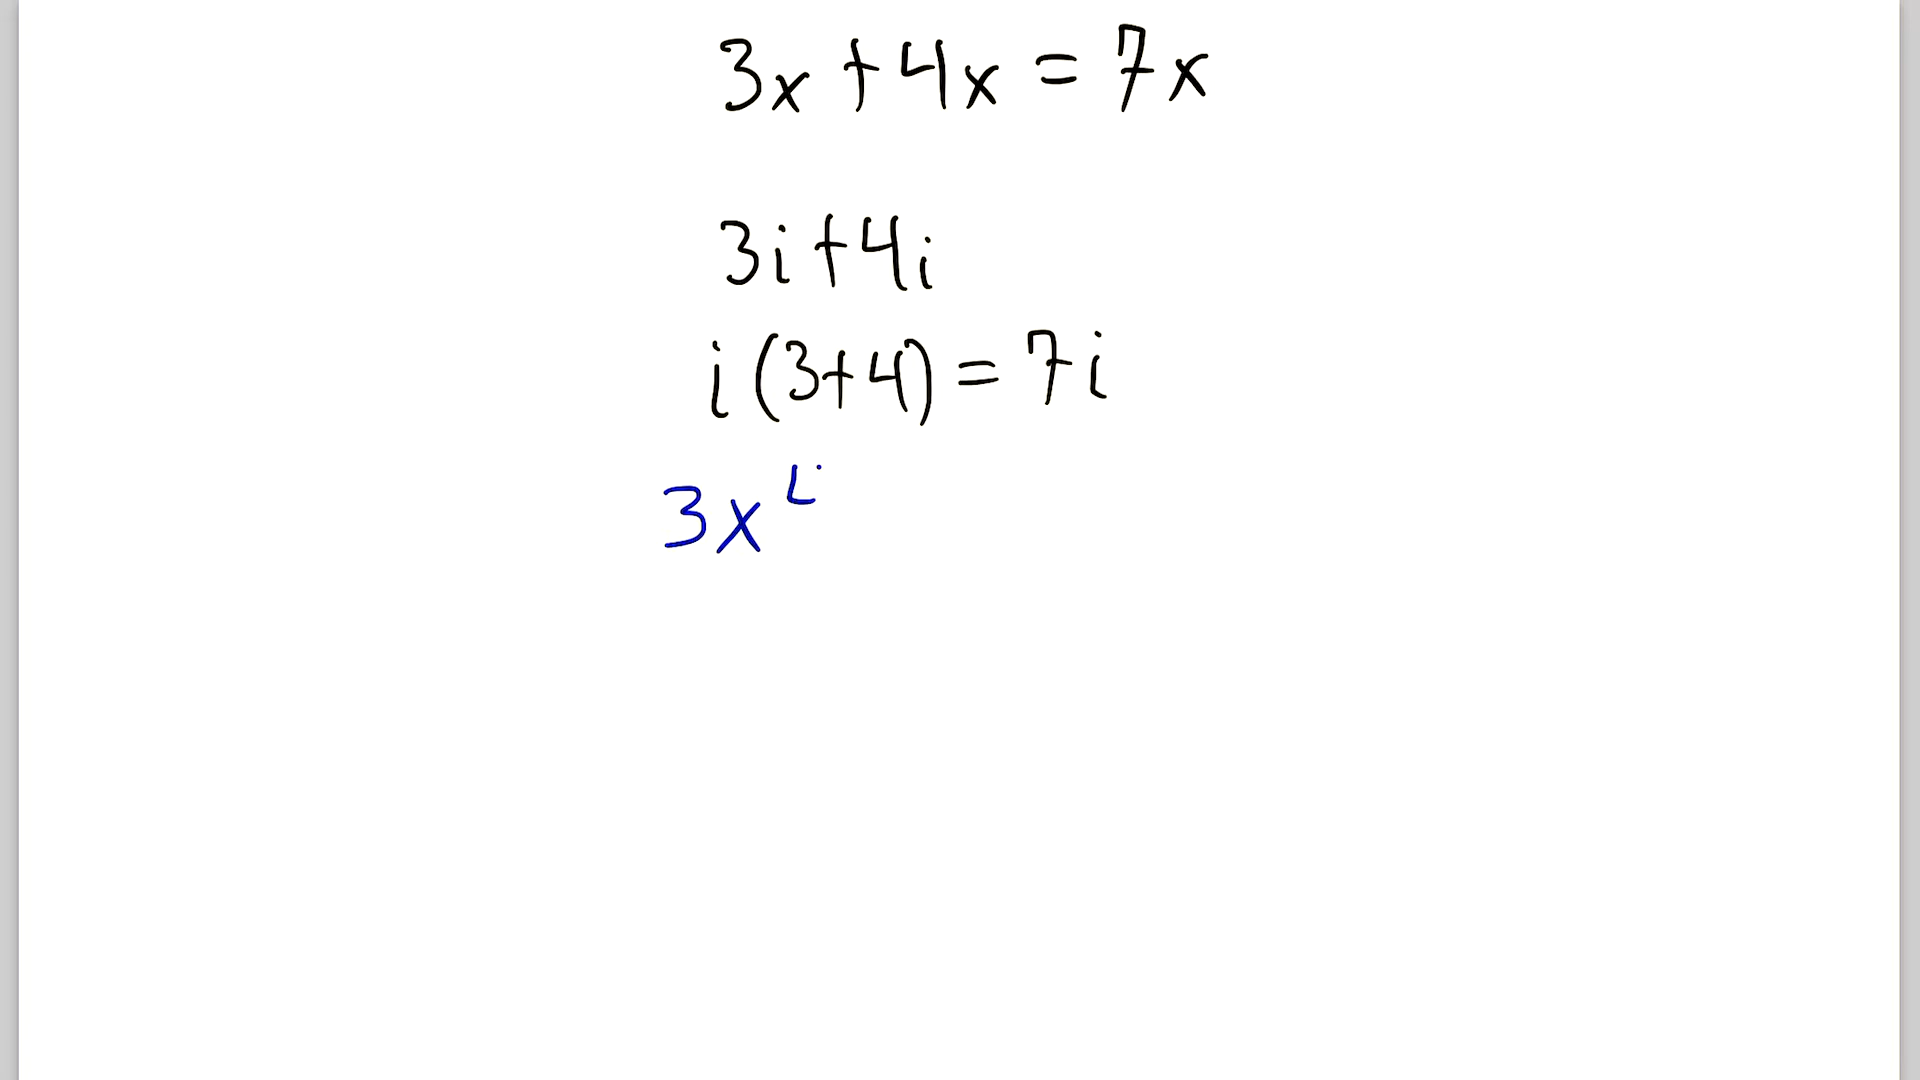 3x + 4x = 7x
3i + 4i
i (3+4) = 7i
3x